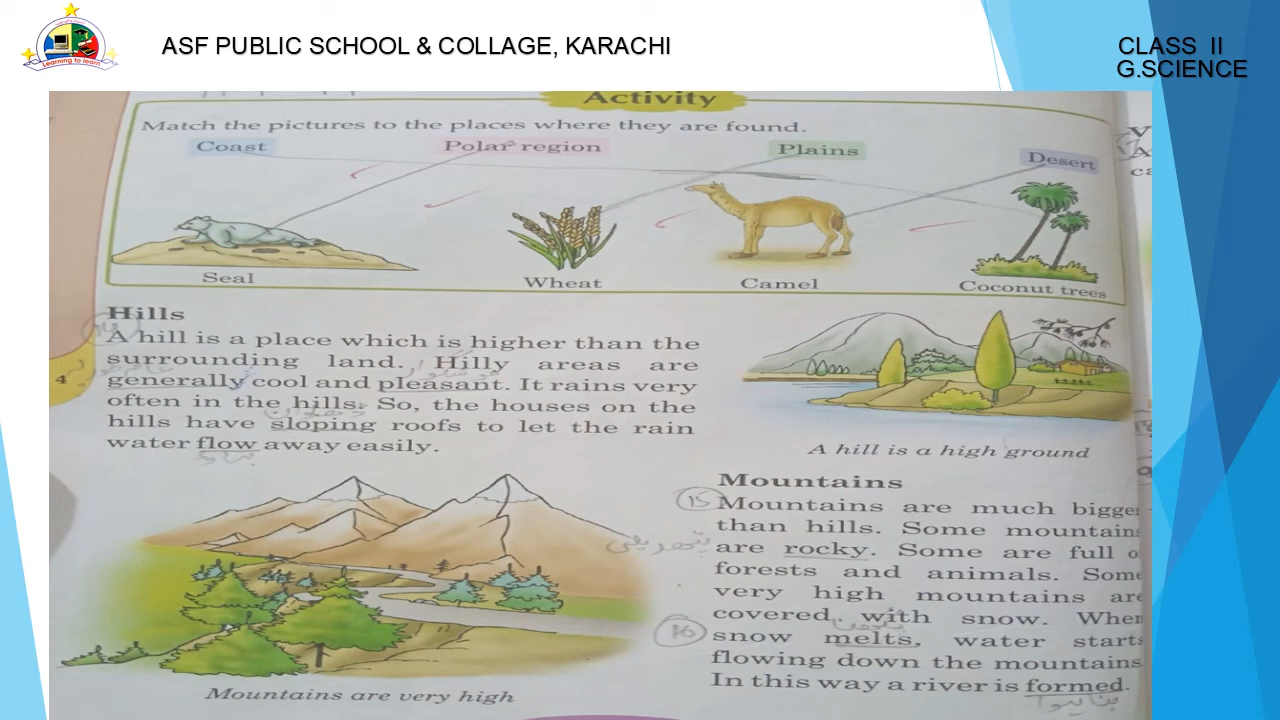 ASF PUBLIC SCHOOL & COLLAGE, KARACHI
CLASS II
G.SCIENCE
Learning to learn
Activity
Match the pictures to the places where they are found.
Coast Polar region Plains Desert
Seal Wheat Camel Coconut trees
Hills
A hill is a place which is higher than the
surrounding land. Hilly areas are
generally cool and pleasant. It rains very
often in the hills. So, the houses on the
hills have sloping roofs to let the rain
water flow away easily.
4
A hill is a high ground
Mountains are very high
Mountains
15
Mountains are much bigger
than hills. Some mountains
are rocky. Some are full o
forests and animals. Some
very high mountains are
covered with snow. When
16
snow melts, water starts
flowing down the mountains
In this way a river is formed.